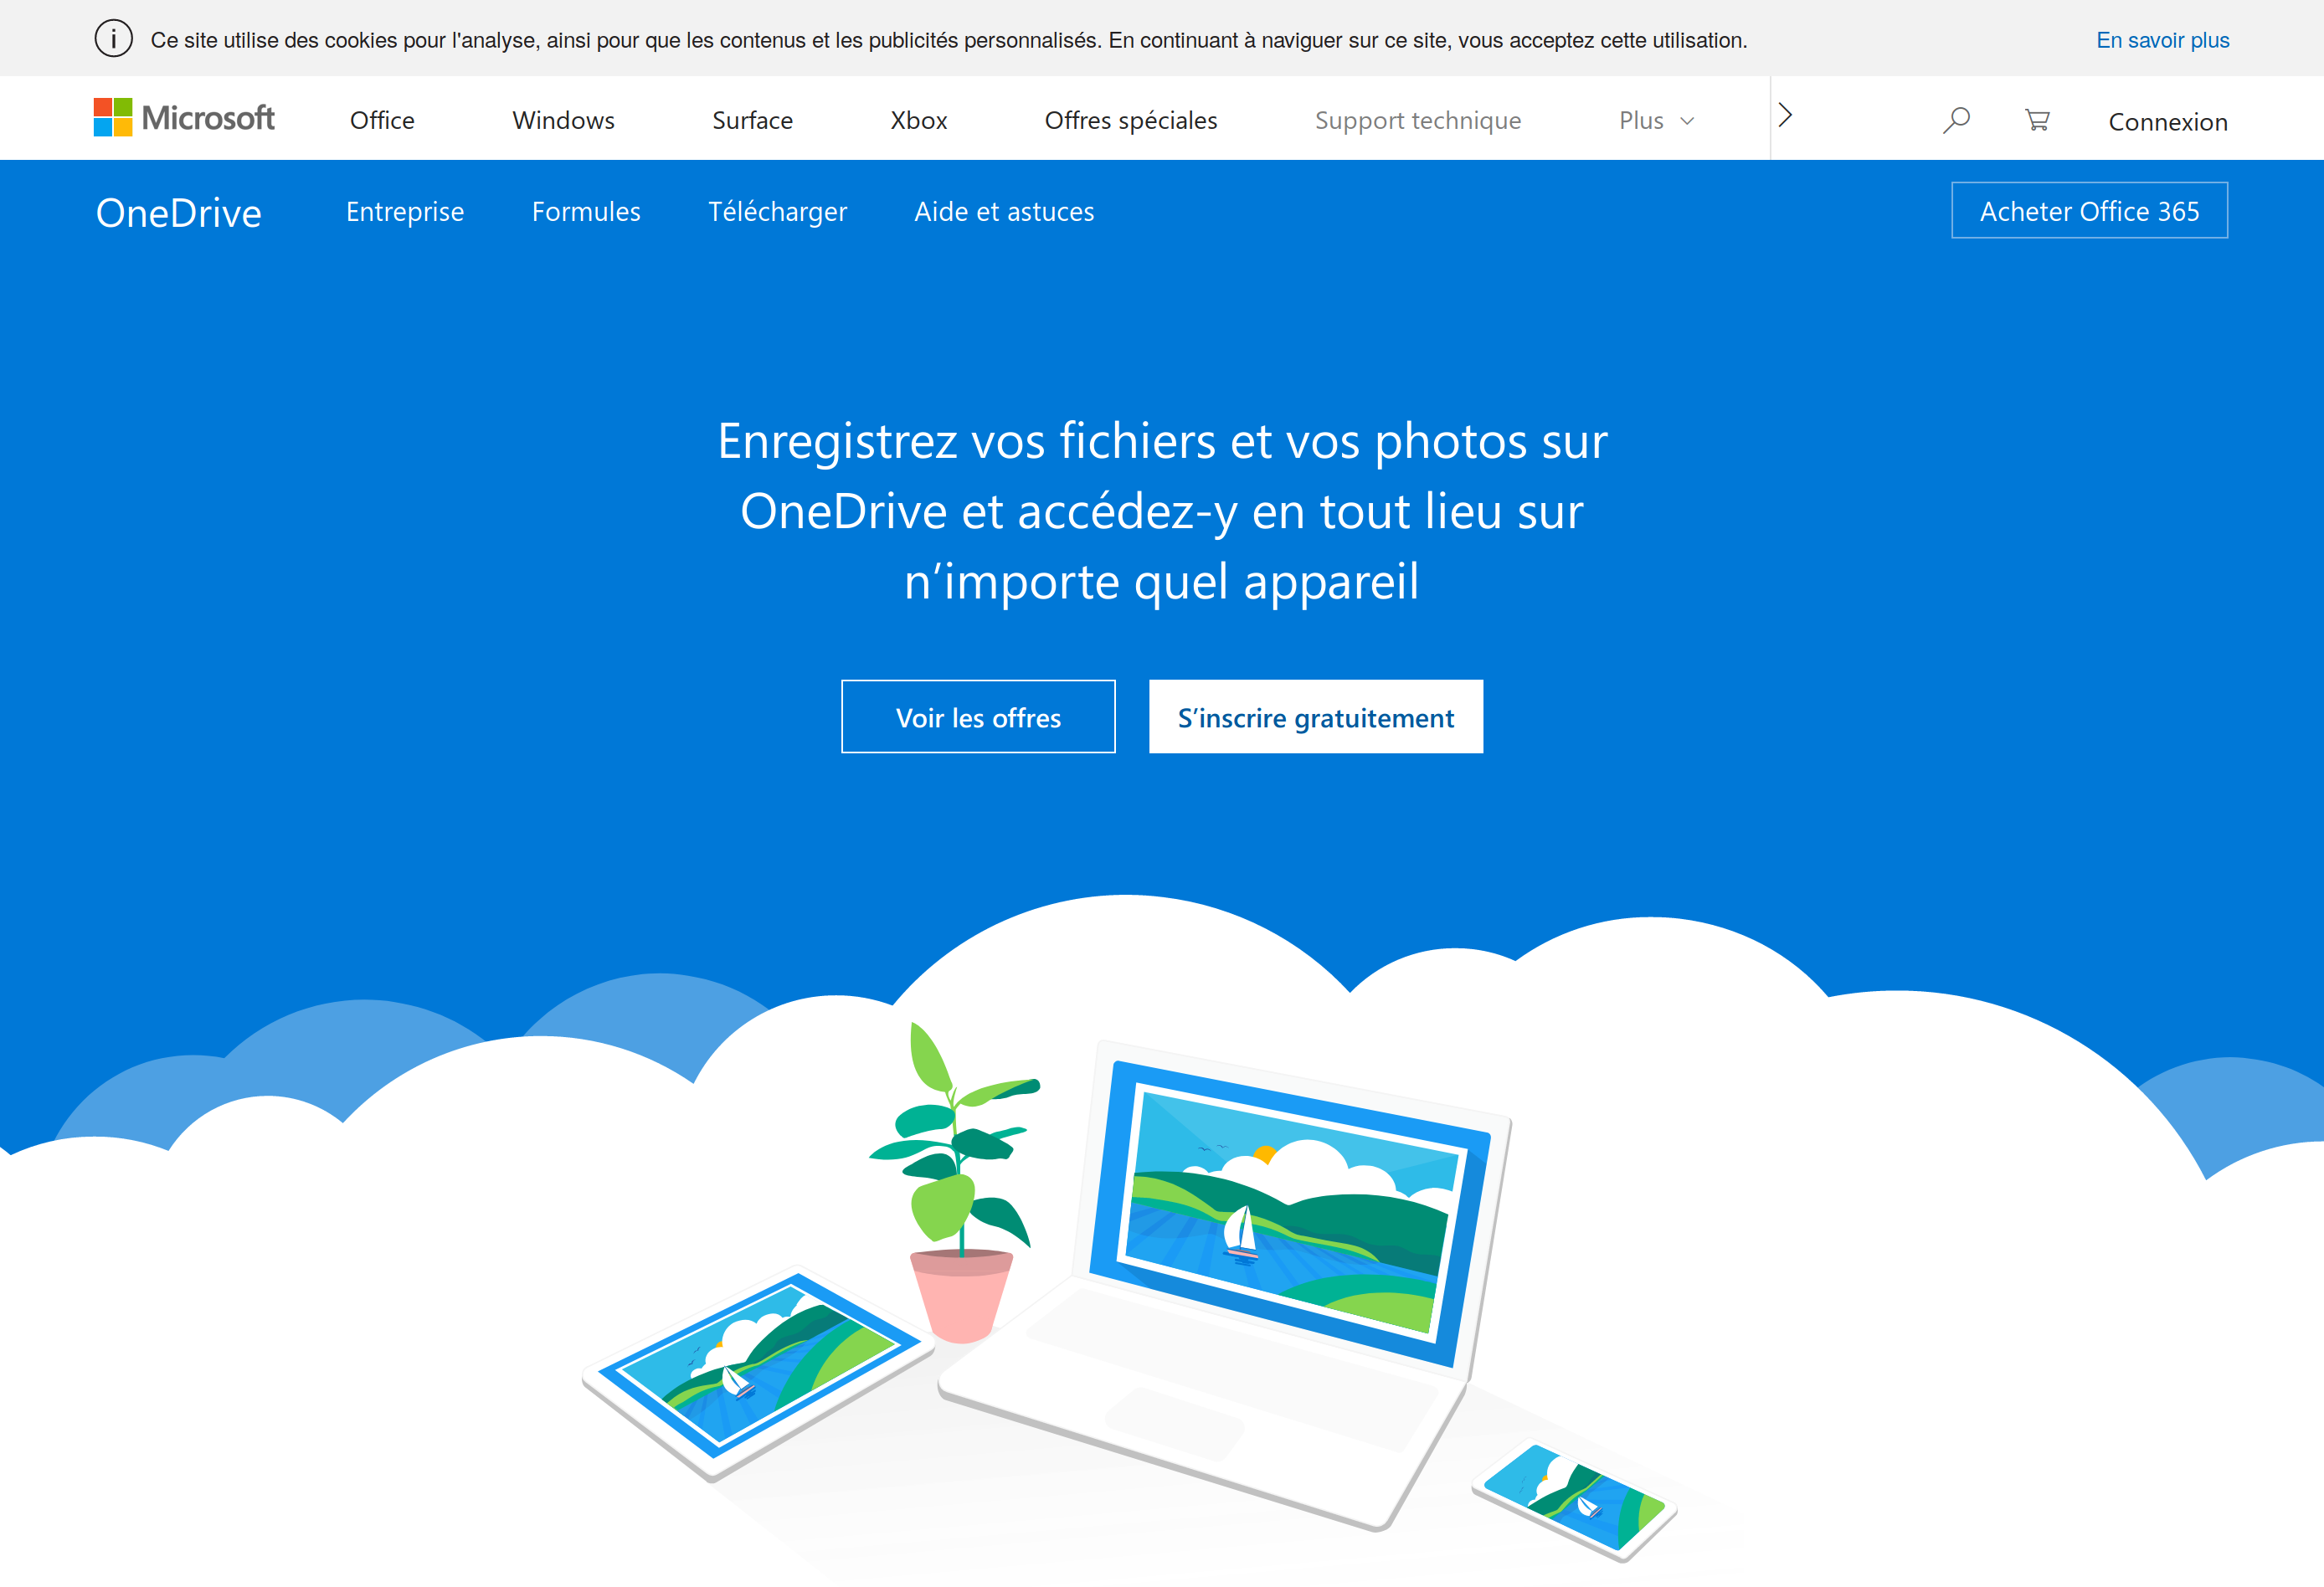 Ce site utilise des cookies pour l'analyse, ainsi pour que les contenus et les publicités personnalisés. En continuant à naviguer sur ce site, vous acceptez cette utilisation. En savoir plus
Microsoft Office Windows Surface Xbox Offres spéciales Support technique Plus Connexion
OneDrive Entreprise Formules Télécharger Aide et astuces Acheter Office 365
Enregistrez vos fichiers et vos photos sur
OneDrive et accédez-y en tout lieu sur
n’importe quel appareil
Voir les offres S’inscrire gratuitement